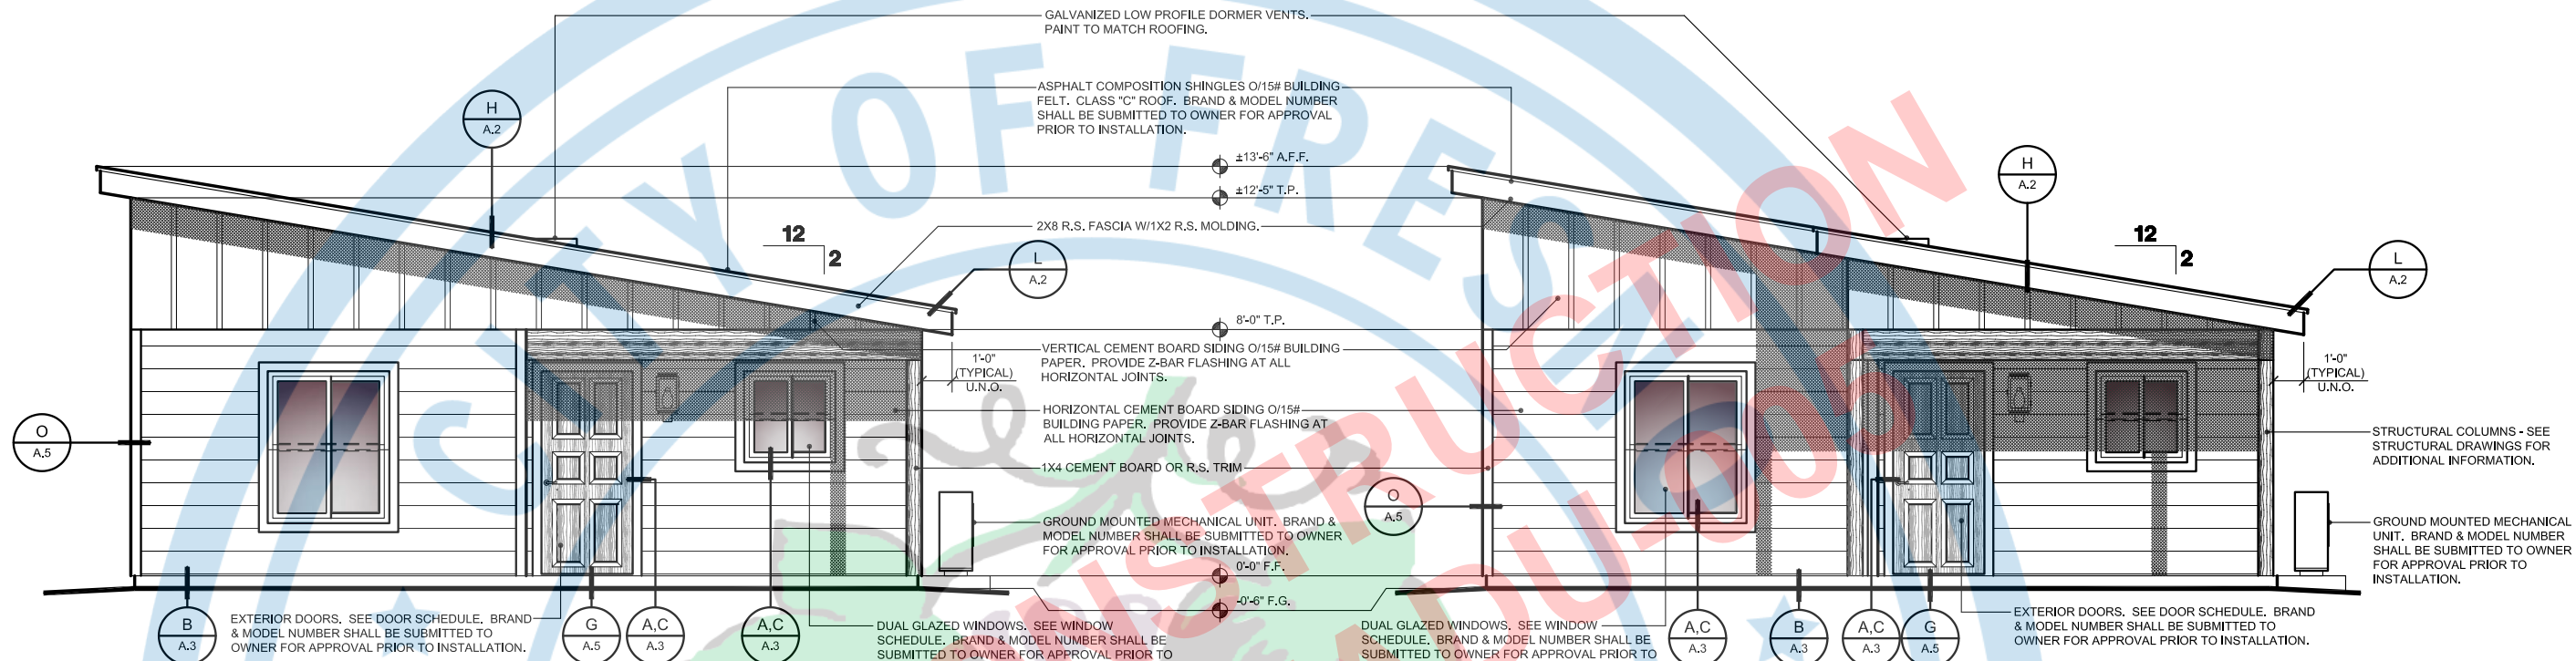 GALVANIZED LOW PROFILE DORMER VENTS.
PAINT TO MATCH ROOFING.
ASPHALT COMPOSITION SHINGLES O/15# BUILDING
FELT. CLASS "C" ROOF. BRAND & MODEL NUMBER
SHALL BE SUBMITTED TO OWNER FOR APPROVAL
PRIOR TO INSTALLATION.
H
A.2
±13'-6" A.F.F.
±12'-5" T.P.
H
A.2
2X8 R.S. FASCIA W/1X2 R.S. MOLDING.
12
2
12
2
L
A.2
L
A.2
8'-0" T.P.
VERTICAL CEMENT BOARD SIDING O/15# BUILDING
PAPER. PROVIDE Z-BAR FLASHING AT ALL
HORIZONTAL JOINTS.
1'-0"
(TYPICAL)
U.N.O.
1'-0"
(TYPICAL)
U.N.O.
HORIZONTAL CEMENT BOARD SIDING O/15#
BUILDING PAPER. PROVIDE Z-BAR FLASHING AT
ALL HORIZONTAL JOINTS.
O
A.5
STRUCTURAL COLUMNS - SEE
STRUCTURAL DRAWINGS FOR
ADDITIONAL INFORMATION.
1X4 CEMENT BOARD OR R.S. TRIM
O
A.5
GROUND MOUNTED MECHANICAL UNIT. BRAND &
MODEL NUMBER SHALL BE SUBMITTED TO OWNER
FOR APPROVAL PRIOR TO INSTALLATION.
GROUND MOUNTED MECHANICAL
UNIT. BRAND & MODEL NUMBER
SHALL BE SUBMITTED TO OWNER
FOR APPROVAL PRIOR TO
INSTALLATION.
0'-0" F.F.
-0'-6" F.G.
B
A.3
EXTERIOR DOORS. SEE DOOR SCHEDULE. BRAND
& MODEL NUMBER SHALL BE SUBMITTED TO
OWNER FOR APPROVAL PRIOR TO INSTALLATION.
G
A.5
A,C
A.3
A,C
A.3
DUAL GLAZED WINDOWS. SEE WINDOW
SCHEDULE. BRAND & MODEL NUMBER SHALL BE
SUBMITTED TO OWNER FOR APPROVAL PRIOR TO
DUAL GLAZED WINDOWS. SEE WINDOW
SCHEDULE. BRAND & MODEL NUMBER SHALL BE
SUBMITTED TO OWNER FOR APPROVAL PRIOR TO
A,C
A.3
B
A.3
A,C
A.3
G
A.5
EXTERIOR DOORS. SEE DOOR SCHEDULE. BRAND
& MODEL NUMBER SHALL BE SUBMITTED TO
OWNER FOR APPROVAL PRIOR TO INSTALLATION.
CITY OF FRES
NSTRUCTION
ADU-005